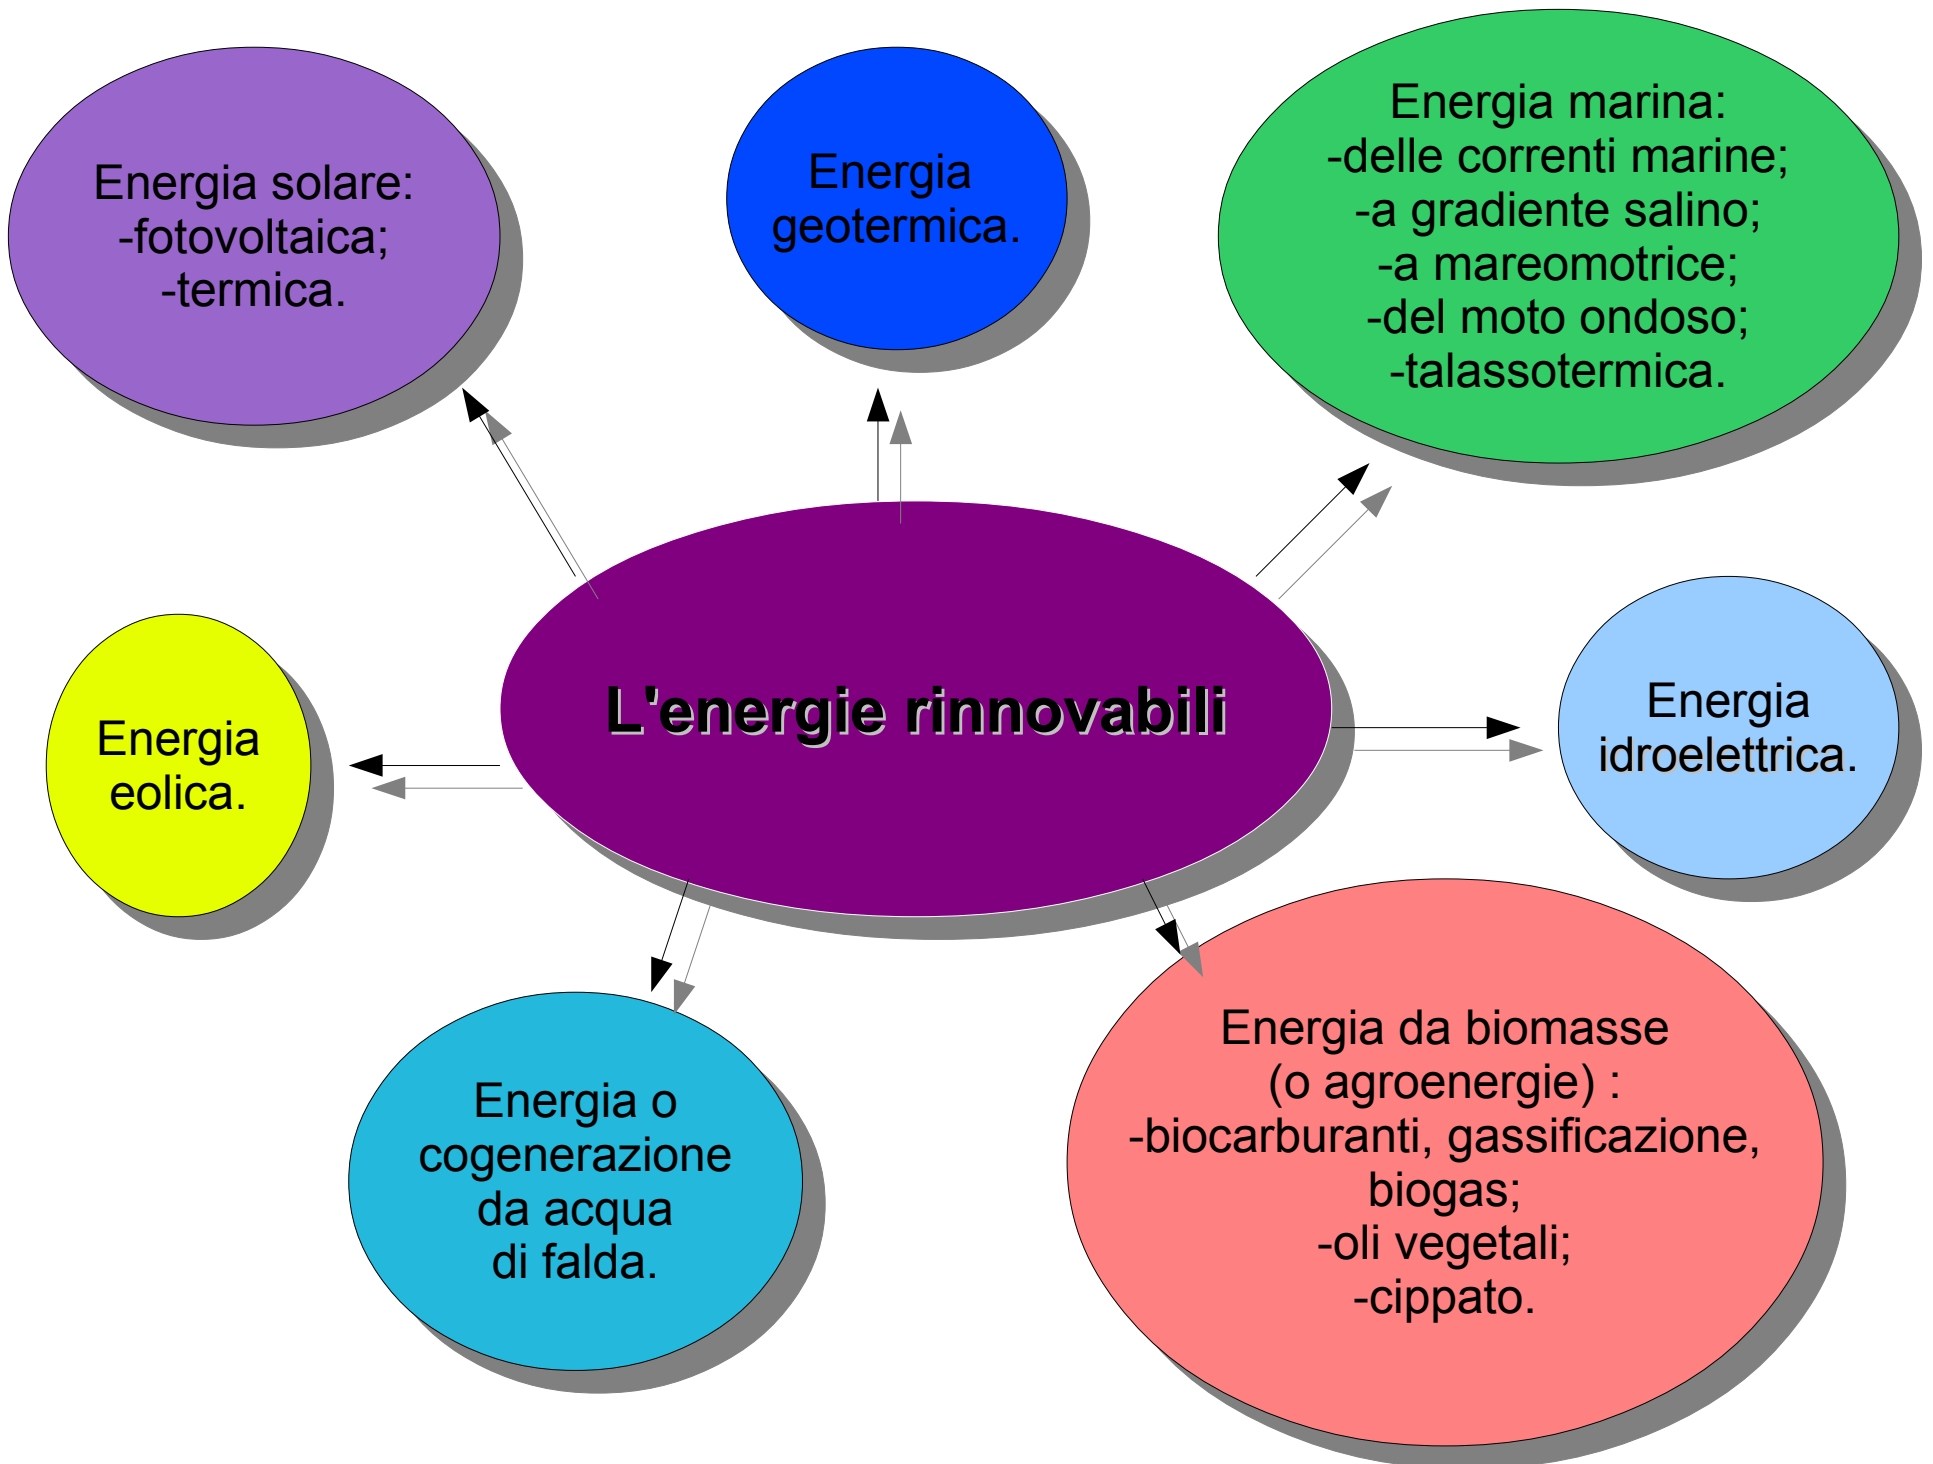 Energia solare:
-fotovoltaica;
-termica.
Energia
geotermica.
Energia marina:
-delle correnti marine;
-a gradiente salino;
-a mareomotrice;
-del moto ondoso;
-talassotermica.
L'energie rinnovabili
Energia
eolica.
Energia
idroelettrica.
Energia o
cogenerazione
da acqua
di falda.
Energia da biomasse
(o agroenergie) :
-biocarburanti, gassificazione,
biogas;
-oli vegetali;
-cippato.